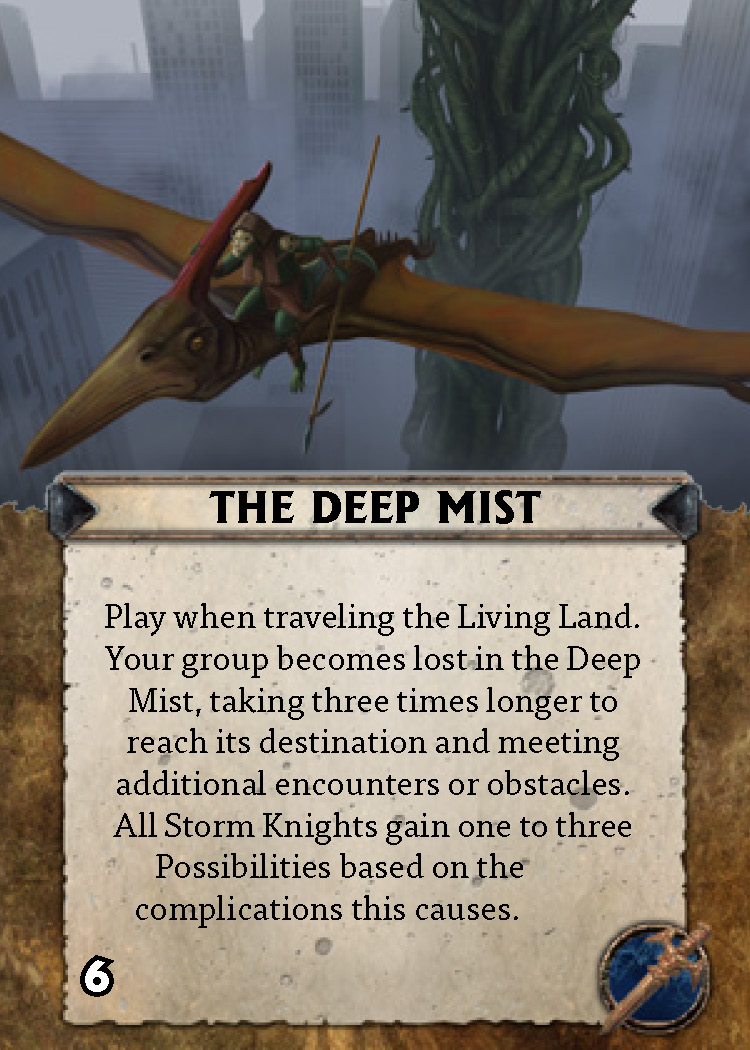 THE DEEP MIST
Play when traveling the Living Land.
Your group becomes lost in the Deep
Mist, taking three times longer to
reach its destination and meeting
additional encounters or obstacles.
All Storm Knights gain one to three
Possibilities based on the
complications this causes.
6